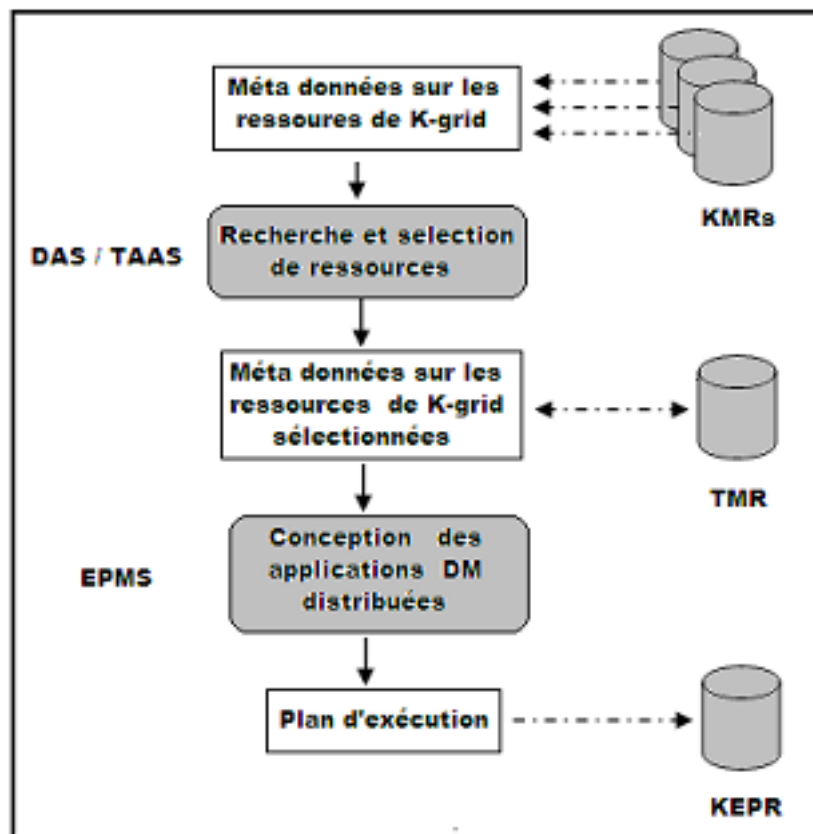 Méta données sur les
ressoures de K-grid
KMRs
DAS / TAAS
Recherche et selection
de ressources
Méta données sur les
ressources de K-grid
sélectionnées
TMR
EPMS
Conception des
applications DM
distribuées
Plan d'exécution
KEPR